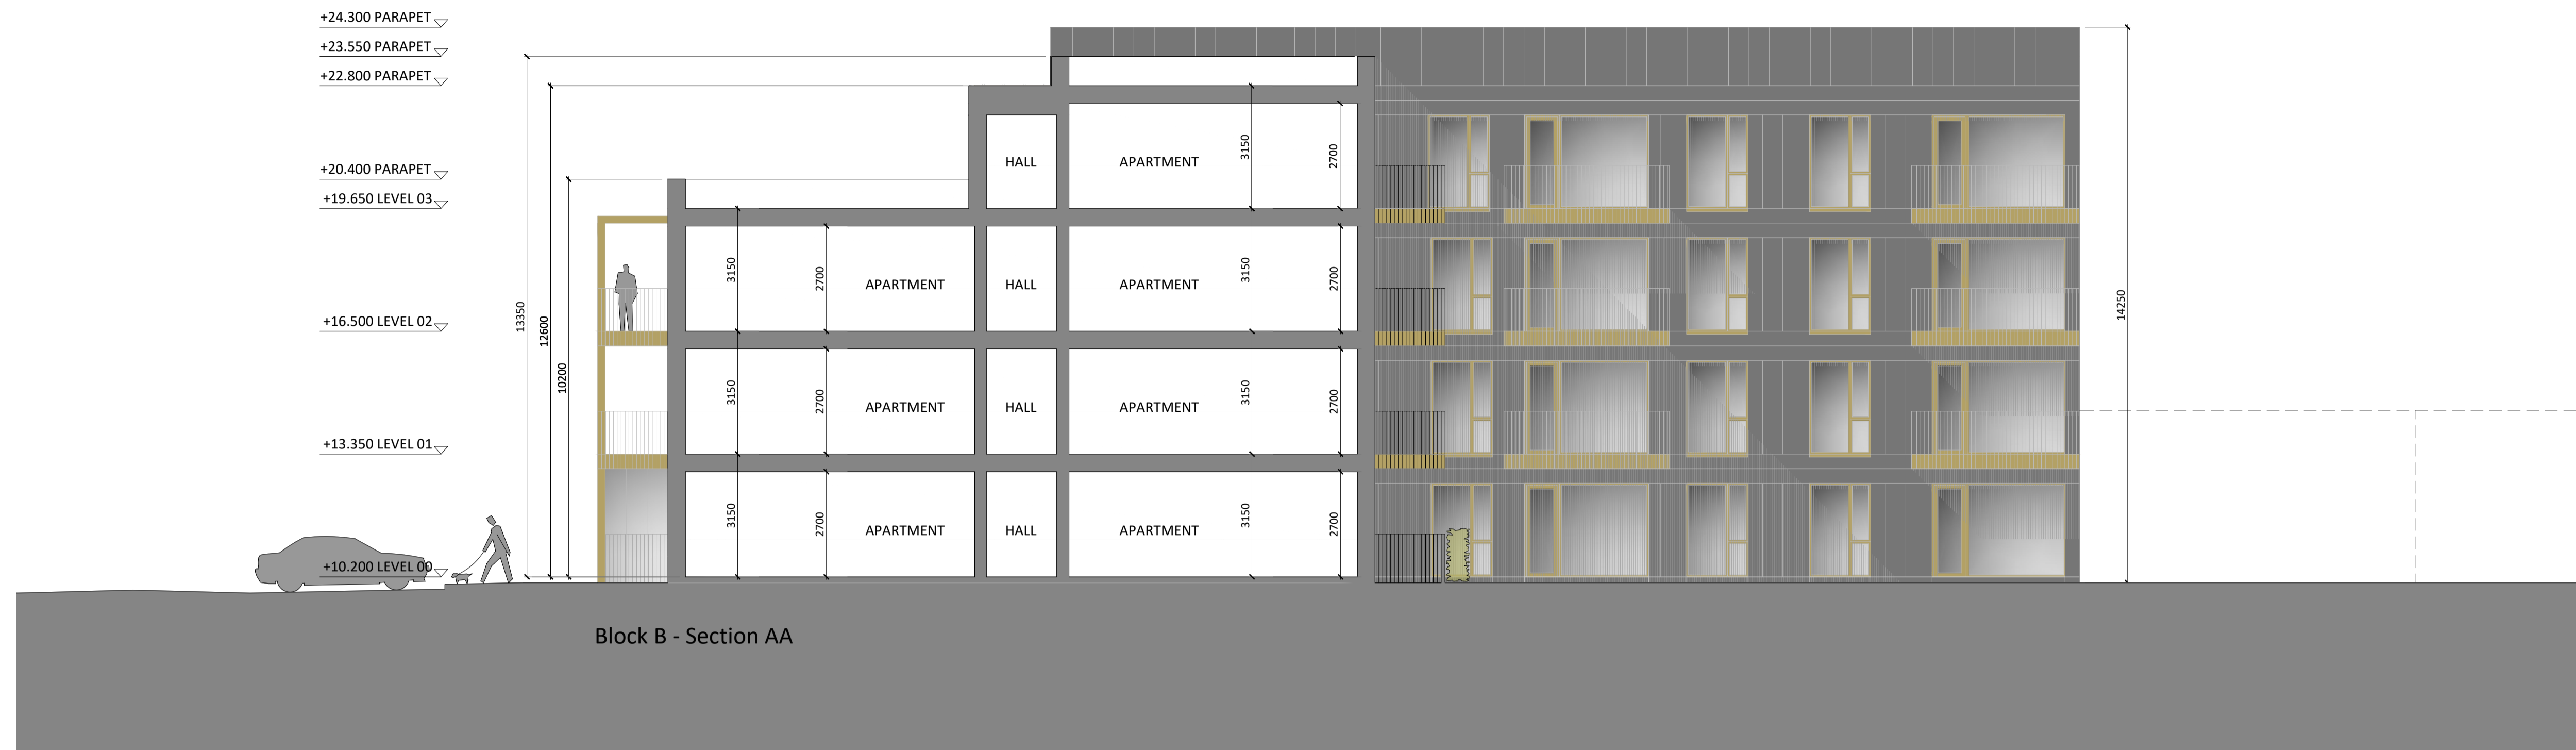 +24.300 PARAPET
+23.550 PARAPET
+22.800 PARAPET
+20.400 PARAPET
+19.650 LEVEL 03
+16.500 LEVEL 02
+13.350 LEVEL 01
+10.200 LEVEL 00
13350
12600
10200
14250
HALL
APARTMENT
3150
2700
3150
2700
APARTMENT
HALL
APARTMENT
3150
2700
3150
2700
APARTMENT
HALL
APARTMENT
3150
2700
3150
2700
APARTMENT
HALL
APARTMENT
3150
2700
Block B - Section AA